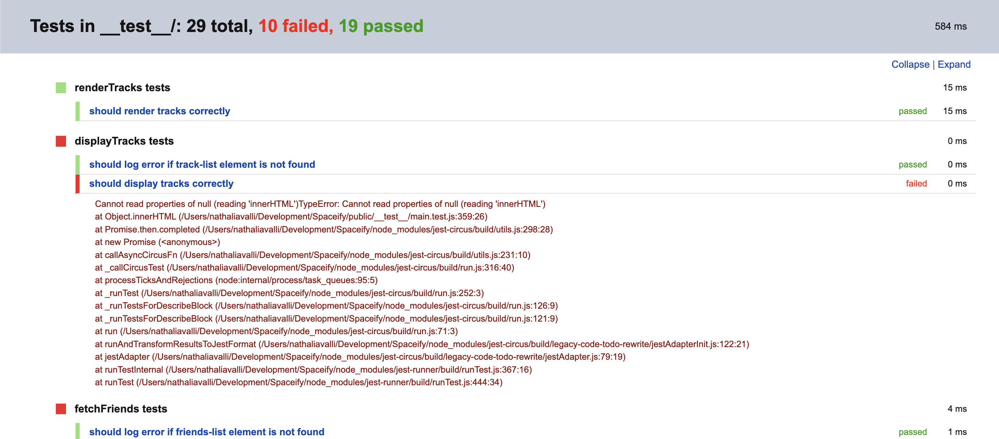 Tests in __test__/: 29 total, 10 failed, 19 passed 584 ms
Collapse | Expand
renderTracks tests 15 ms
should render tracks correctly passed 15 ms
displayTracks tests 0 ms
should log error if track-list element is not found passed 0 ms
should display tracks correctly failed 0 ms
Cannot read properties of null (reading 'innerHTML')TypeError: Cannot read properties of null (reading 'innerHTML')
at Object.innerHTML (/Users/nathaliavalli/Development/Spaceify/public/__test__/main.test.js:359:26)
at Promise.then.completed (/Users/nathaliavalli/Development/Spaceify/node_modules/jest-circus/build/utils.js:298:28)
at new Promise (<anonymous>)
at callAsyncCircusFn (/Users/nathaliavalli/Development/Spaceify/node_modules/jest-circus/build/utils.js:231:10)
at _callCircusTest (/Users/nathaliavalli/Development/Spaceify/node_modules/jest-circus/build/run.js:316:40)
at processTicksAndRejections (node:internal/process/task_queues:95:5)
at _runTest (/Users/nathaliavalli/Development/Spaceify/node_modules/jest-circus/build/run.js:252:3)
at _runTestsForDescribeBlock (/Users/nathaliavalli/Development/Spaceify/node_modules/jest-circus/build/run.js:126:9)
at _runTestsForDescribeBlock (/Users/nathaliavalli/Development/Spaceify/node_modules/jest-circus/build/run.js:121:9)
at run (/Users/nathaliavalli/Development/Spaceify/node_modules/jest-circus/build/run.js:71:3)
at runAndTransformResultsToJestFormat (/Users/nathaliavalli/Development/Spaceify/node_modules/jest-circus/build/legacy-code-todo-rewrite/jestAdapterInit.js:122:21)
at jestAdapter (/Users/nathaliavalli/Development/Spaceify/node_modules/jest-circus/build/legacy-code-todo-rewrite/jestAdapter.js:79:19)
at runTestInternal (/Users/nathaliavalli/Development/Spaceify/node_modules/jest-runner/build/runTest.js:367:16)
at runTest (/Users/nathaliavalli/Development/Spaceify/node_modules/jest-runner/build/runTest.js:444:34)
fetchFriends tests 4 ms
should log error if friends-list element is not found passed 1 ms